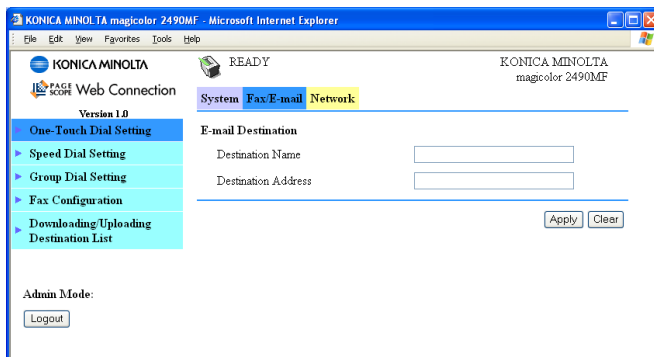 KONICA MINOLTA magicolor 2490MF - Microsoft Internet Explorer
File Edit View Favorites Tools Help
KONICA MINOLTA
PAGE SCOPE Web Connection
Version 1.0
READY
KONICA MINOLTA
magicolor 2490MF
System Fax/E-mail Network
One-Touch Dial Setting
Speed Dial Setting
Group Dial Setting
Fax Configuration
Downloading/Uploading
Destination List
E-mail Destination
Destination Name
Destination Address
Apply Clear
Admin Mode:
Logout